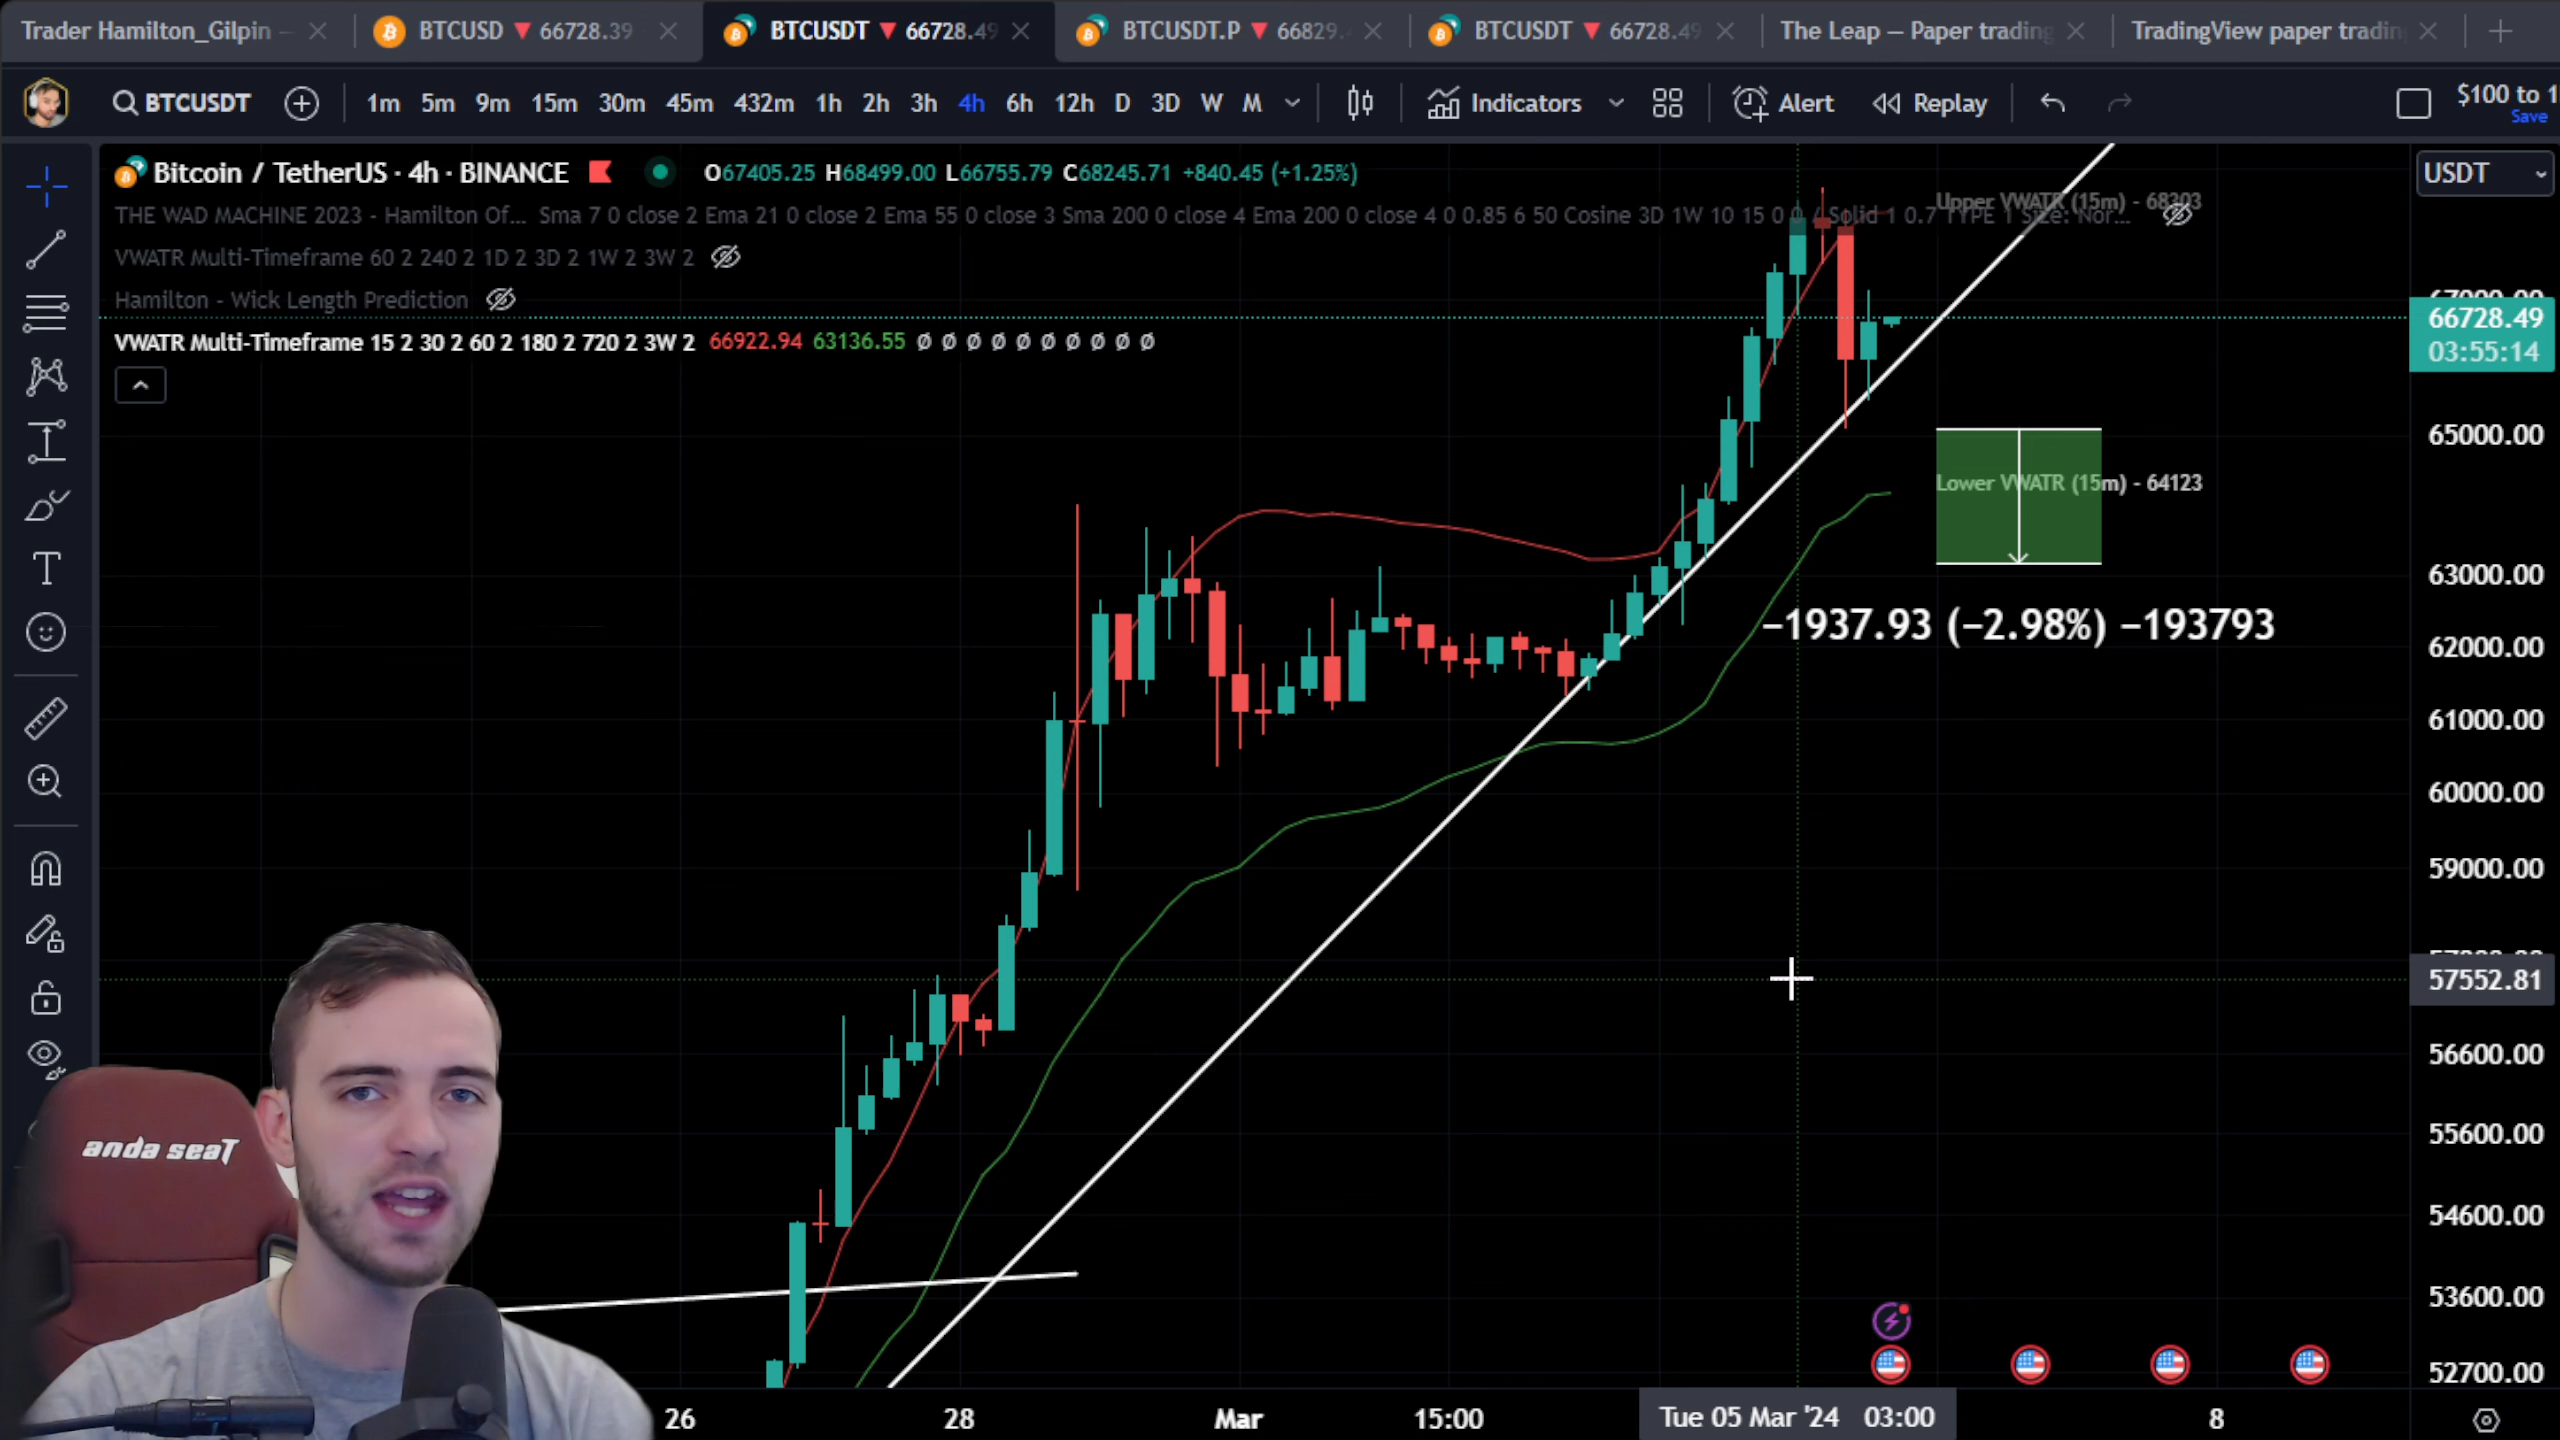 Trader Hamilton_Gilpin –
BTCUSD ▼ 66728.39
BTCUSDT ▼ 66728.49
BTCUSDT.P ▼ 66829.
BTCUSDT ▼ 66728.49
The Leap – Paper trading
TradingView paper tradin
BTCUSDT
1m 5m 9m 15m 30m 45m 432m 1h 2h 3h 4h 6h 12h D 3D W M
Indicators
Alert
Replay
$100 to 1
Save
Bitcoin / TetherUS · 4h · BINANCE
O67405.25 H68499.00 L66755.79 C68245.71 +840.45 (+1.25%)
USDT
THE WAD MACHINE 2023 - Hamilton Of... Sma 7 0 close 2 Ema 21 0 close 2 Ema 55 0 close 3 Sma 200 0 close 4 Ema 200 0 close 4 0 0.85 6 50 Cosine 3D 1W 10 15 0 0 / Solid 1 0.7 TYPE 1 Size: Nor...
Upper VWATR (15m) - 68303
VWATR Multi-Timeframe 60 2 240 2 1D 2 3D 2 1W 2 3W 2
Hamilton - Wick Length Prediction
VWATR Multi-Timeframe 15 2 30 2 60 2 180 2 720 2 3W 2 66922.94 63136.55 Ø Ø Ø Ø Ø Ø Ø Ø Ø Ø
66728.49
03:55:14
65000.00
Lower VWATR (15m) - 64123
63000.00
−1937.93 (−2.98%) −193793
62000.00
61000.00
60000.00
59000.00
57552.81
56600.00
55600.00
54600.00
53600.00
52700.00
anda seaT
26
28
Mar
15:00
Tue 05 Mar '24 03:00
8